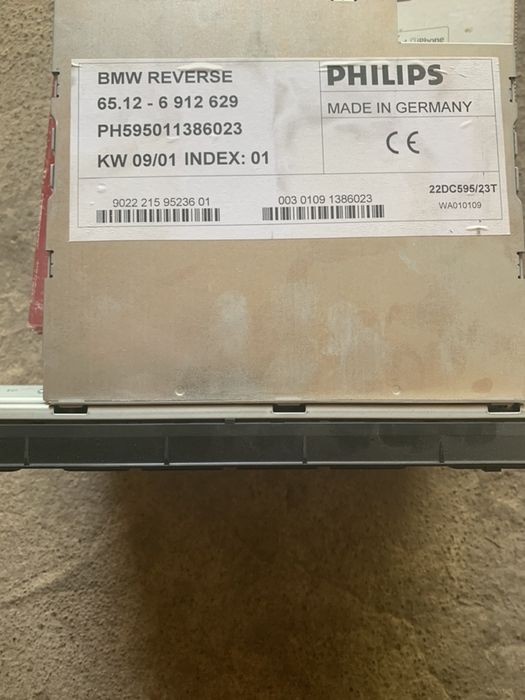 BMW REVERSE
65.12 - 6 912 629
PH595011386023
KW 09/01 INDEX: 01
PHILIPS
MADE IN GERMANY
CE
9022 215 95236 01
003 0109 1386023
22DC595/23T
WA010109